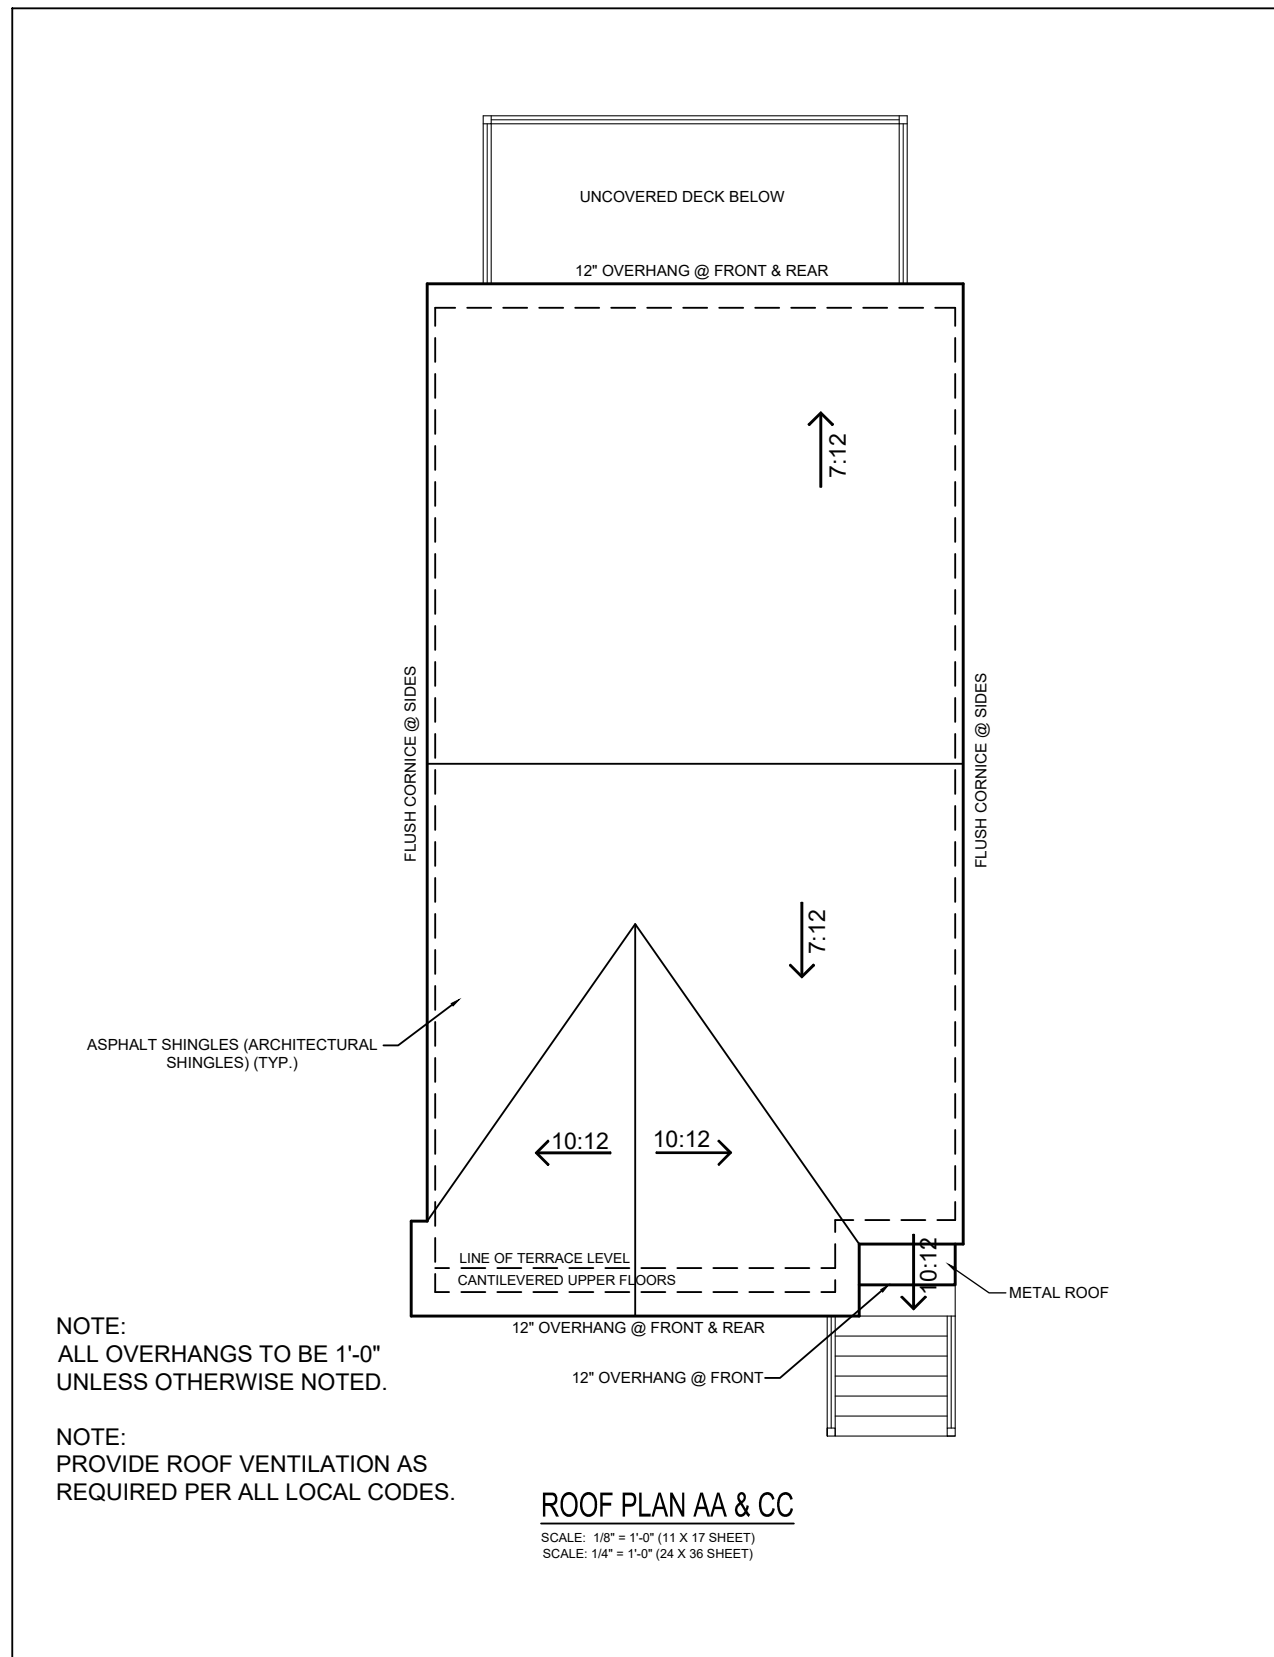 UNCOVERED DECK BELOW
12" OVERHANG @ FRONT & REAR
7:12
FLUSH CORNICE @ SIDES
FLUSH CORNICE @ SIDES
7:12
ASPHALT SHINGLES (ARCHITECTURAL
SHINGLES) (TYP.)
10:12
10:12
LINE OF TERRACE LEVEL
CANTILEVERED UPPER FLOORS
10:12
METAL ROOF
12" OVERHANG @ FRONT & REAR
12" OVERHANG @ FRONT
NOTE:
ALL OVERHANGS TO BE 1'-0"
UNLESS OTHERWISE NOTED.
NOTE:
PROVIDE ROOF VENTILATION AS
REQUIRED PER ALL LOCAL CODES.
ROOF PLAN AA & CC
SCALE: 1/8" = 1'-0" (11 X 17 SHEET)
SCALE: 1/4" = 1'-0" (24 X 36 SHEET)